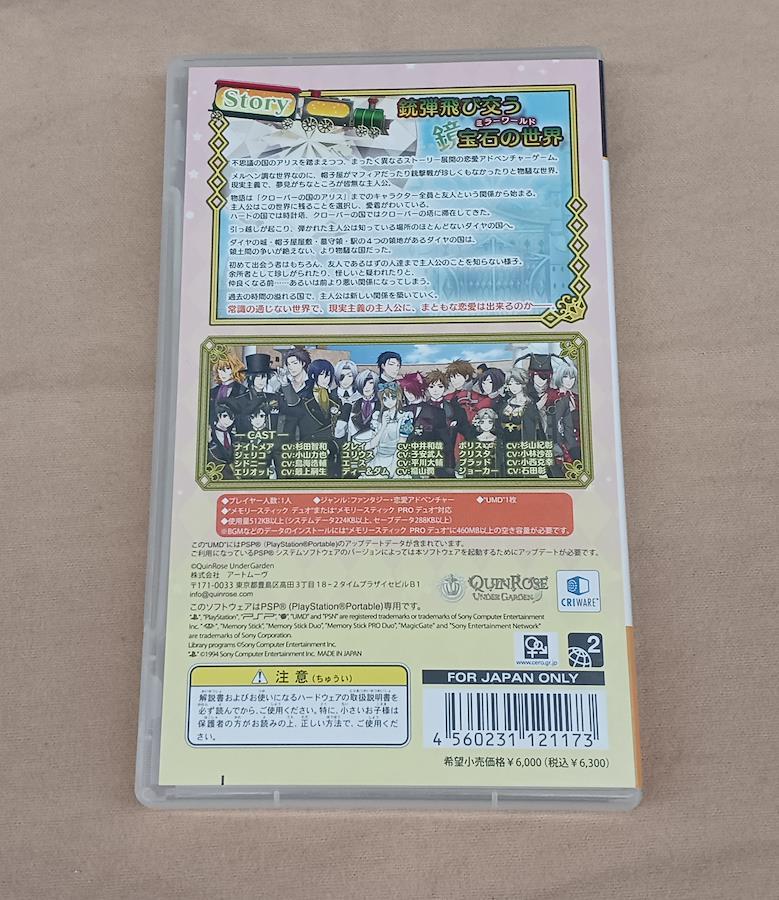 Story
銃弾飛び交う
ミラーワールド
鏡宝石の世界
不思議の国のアリスを踏まえつつ、まったく異なるストーリー展開の恋愛アドベンチャーゲーム。
メルヘン調な世界なのに、帽子屋がマフィアだったり銃撃戦が珍しくもなかったりと物騒な世界。
現実主義で、夢見がちなところが皆無な主人公。
物語は「クローバーの国のアリス」までのキャラクター全員と友人という関係から始まる。
主人公はこの世界に残ることを選択し、愛着がわいている。
ハートの国では時計塔、クローバーの国ではクローバーの塔に滞在してきた。
引っ越しが起こり、弾かれた主人公は知っている場所のほとんどないダイヤの国へ。
ダイヤの城・帽子屋屋敷・墓守領・駅の4つの領地があるダイヤの国は、
領土間の争いが絶えない、より物騒な国だった。
初めて出会う者はもちろん、友人であるはずの人達まで主人公のことを知らない様子。
余所者として珍しがられたり、怪しいと疑われたりと、
仲良くなる前……あるいは前より悪い関係になってしまう。
過去の時間の溢れる国で、主人公は新しい関係を築いていく。
常識の通じない世界で、現実主義の主人公に、まともな恋愛は出来るのか――
― CAST ―
ナイトメア CV:杉田智和 グレイ CV:中井和哉 ボリス CV:杉山紀彰
ジェリコ CV:小山力也 ユリウス CV:子安武人 クリスタ CV:小林沙苗
シドニー CV:鳥海浩輔 エース CV:平川大輔 ブラッド CV:小西克幸
エリオット CV:最上嗣生 ディー&ダム CV:福山潤 ジョーカー CV:石田彰
◆プレイヤー人数:1人 ◆ジャンル:ファンタジー・恋愛アドベンチャー ◆"UMD"1枚
◆"メモリースティック デュオ"または"メモリースティック PRO デュオ"対応
◆使用量512KB以上(システムデータ224KB以上、セーブデータ288KB以上)
※BGMなどのデータのインストールには"メモリースティック PRO デュオ"に460MB以上の空き容量が必要です。
この"UMD"にはPSP® (PlayStation®Portable)のアップデートデータが含まれています。
ご利用になっているPSP® システムソフトウェアのバージョンによっては本ソフトウェアを起動するためにアップデートが必要です。
©QuinRose UnderGarden
株式会社 アートムーヴ
〒171-0033 東京都豊島区高田3丁目18-2タイムプラザイセビルB1
info@quinrose.com
QUINROSE
UNDER GARDEN
CRIWARE
このソフトウェアはPSP® (PlayStation®Portable)専用です。
"PlayStation", "PSP", "UMD" and "PSN" are registered trademarks or trademarks of Sony Computer Entertainment
Inc. "Memory Stick", "Memory Stick Duo", "Memory Stick PRO Duo", "MagicGate" and "Sony Entertainment Network"
are trademarks of Sony Corporation.
Library programs ©Sony Computer Entertainment Inc.
©1994 Sony Computer Entertainment Inc. MADE IN JAPAN
www.cero.gr.jp
2
注意(ちゅうい)
解説書およびお使いになるハードウェアの取扱説明書を
必ず読んでから、ご使用ください。特に、小さいお子様は
保護者の方がお読みの上、正しい方法で、ご使用くだ
さい。
FOR JAPAN ONLY
4 560231 121173
希望小売価格¥6,000(税込¥6,300)